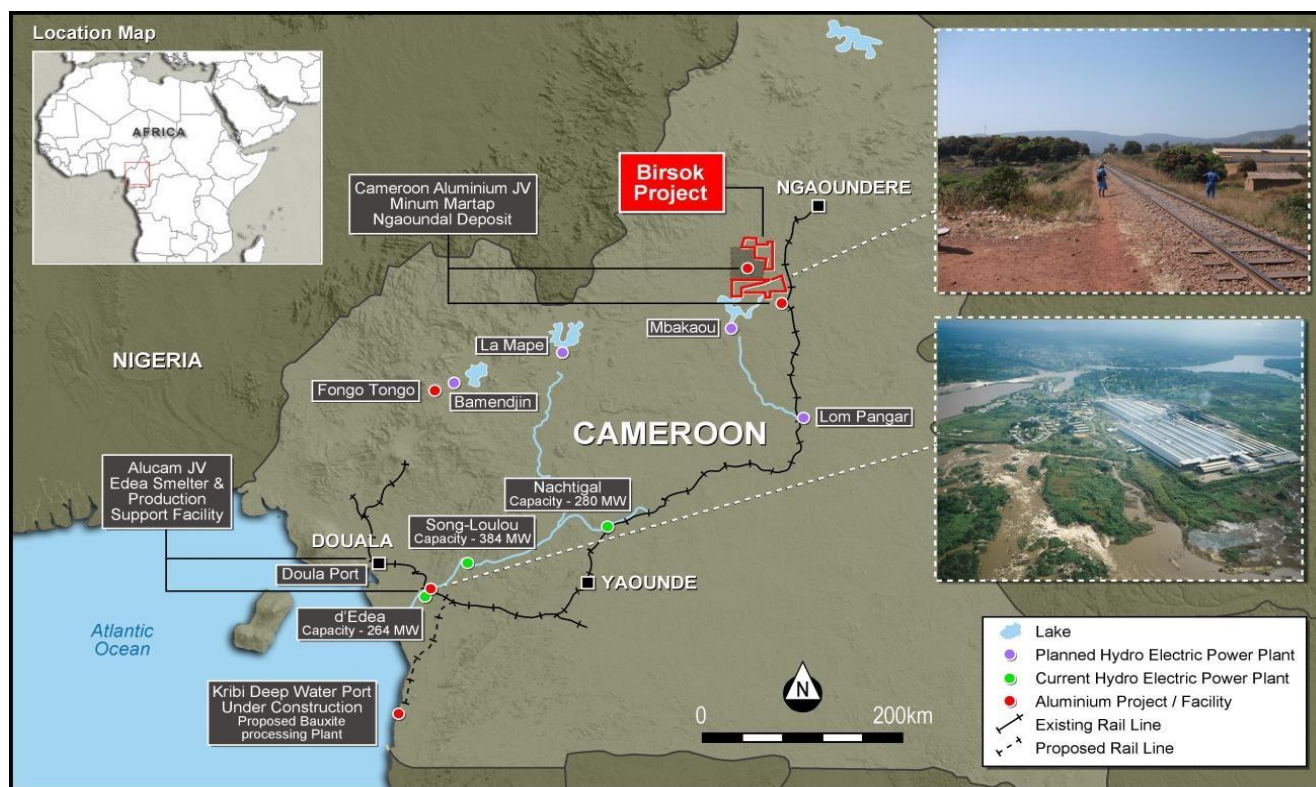 Location Map
AFRICA
Cameroon Aluminium JV
Minum Martap
Ngaoundal Deposit
Birsok
Project
NGAOUNDERE
NIGERIA
La Mape
Mbakaou
Fongo Tongo
Bamendjin
CAMEROON
Lom Pangar
Alucam JV
Edea Smelter &
Production
Support Facility
Nachtigal
Capacity - 280 MW
Song-Loulou
Capacity - 384 MW
DOUALA
Doula Port
YAOUNDE
d'Edea
Capacity - 264 MW
Atlantic
Ocean
Kribi Deep Water Port
Under Construction
Proposed Bauxite
processing Plant
N
0 200km
Lake
Planned Hydro Electric Power Plant
Current Hydro Electric Power Plant
Aluminium Project / Facility
Existing Rail Line
Proposed Rail Line